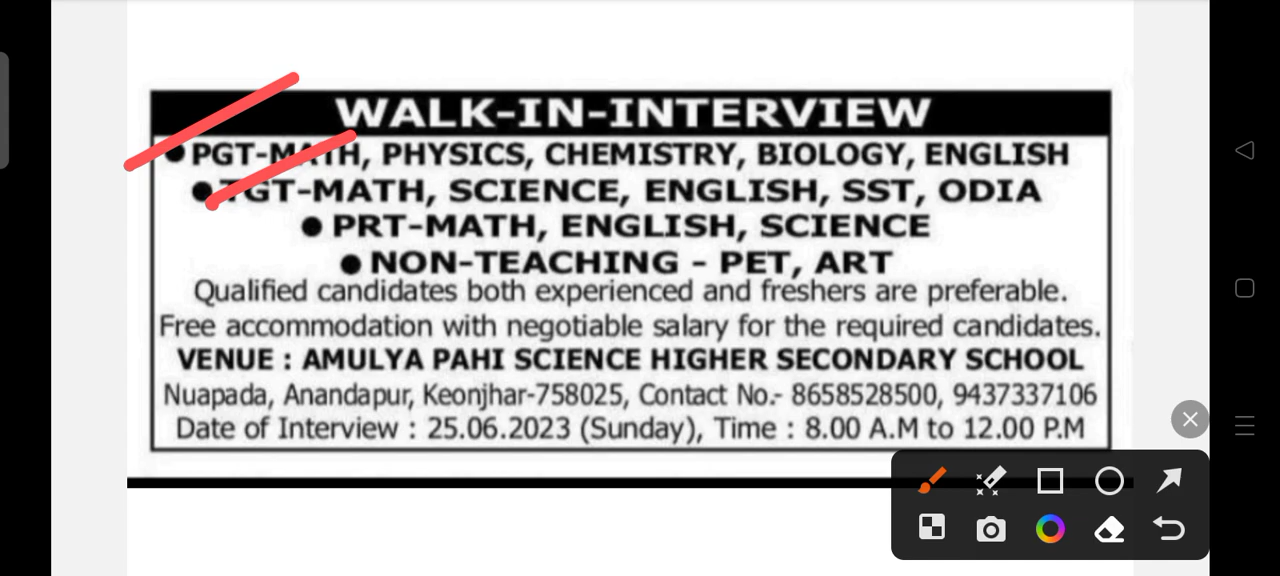 WALK-IN-INTERVIEW
● PGT-MATH, PHYSICS, CHEMISTRY, BIOLOGY, ENGLISH
● TGT-MATH, SCIENCE, ENGLISH, SST, ODIA
● PRT-MATH, ENGLISH, SCIENCE
● NON-TEACHING - PET, ART
Qualified candidates both experienced and freshers are preferable.
Free accommodation with negotiable salary for the required candidates.
VENUE : AMULYA PAHI SCIENCE HIGHER SECONDARY SCHOOL
Nuapada, Anandapur, Keonjhar-758025, Contact No.- 8658528500, 9437337106
Date of Interview : 25.06.2023 (Sunday), Time : 8.00 A.M to 12.00 P.M